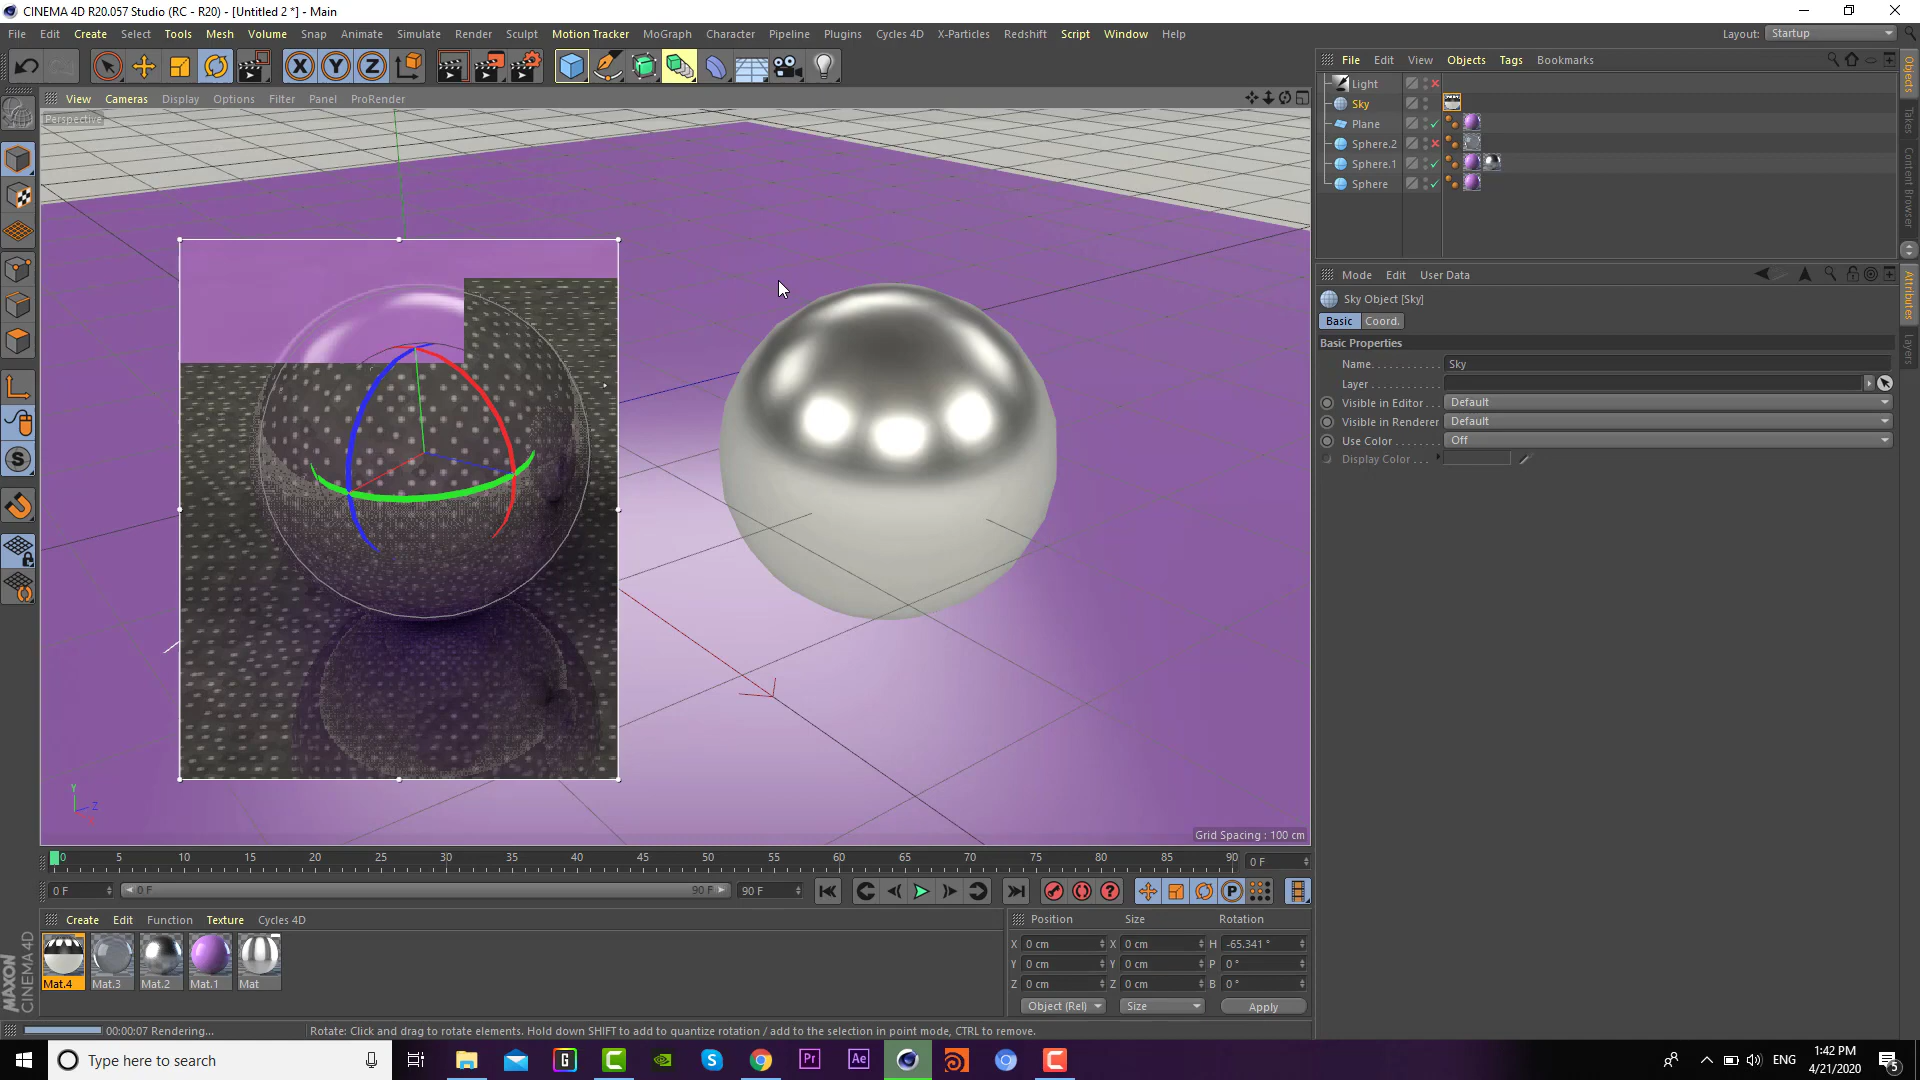 CINEMA 4D R20.057 Studio (RC - R20) - [Untitled 2 *] - Main
File Edit Create Select Tools Mesh Volume Snap Animate Simulate Render Sculpt Motion Tracker MoGraph Character Pipeline Plugins Cycles 4D X-Particles Redshift Script Window Help Layout: Startup
X Y Z
File Edit View Objects Tags Bookmarks
View Cameras Display Options Filter Panel ProRender
Perspective
Light
Sky
Plane
Sphere.2
Sphere.1
Sphere
Objects
Takes
Content Browser
Attributes
Layers
Mode Edit User Data
Sky Object [Sky]
Basic Coord.
Basic Properties
Name . . . . . . . . . . . . Sky
Layer . . . . . . . . . . . .
Visible in Editor . . . Default
Visible in Renderer Default
Use Color . . . . . . . Off
Display Color . . .
S
Y
Z
Grid Spacing : 100 cm
0 5 10 15 20 25 30 35 40 45 50 55 60 65 70 75 80 85 90 0 F
0 F 0 F 90 F 90 F
P
Create Edit Function Texture Cycles 4D
Mat.4 Mat.3 Mat.2 Mat.1 Mat
Position Size Rotation
X 0 cm X 0 cm H -65.341 °
Y 0 cm Y 0 cm P 0 °
Z 0 cm Z 0 cm B 0 °
Object (Rel) Size Apply
MAXON
CINEMA 4D
00:00:07 Rendering... Rotate: Click and drag to rotate elements. Hold down SHIFT to add to quantize rotation / add to the selection in point mode, CTRL to remove.
Type here to search
G
S
Pr
Ae
C
ENG
1:42 PM
4/21/2020
5